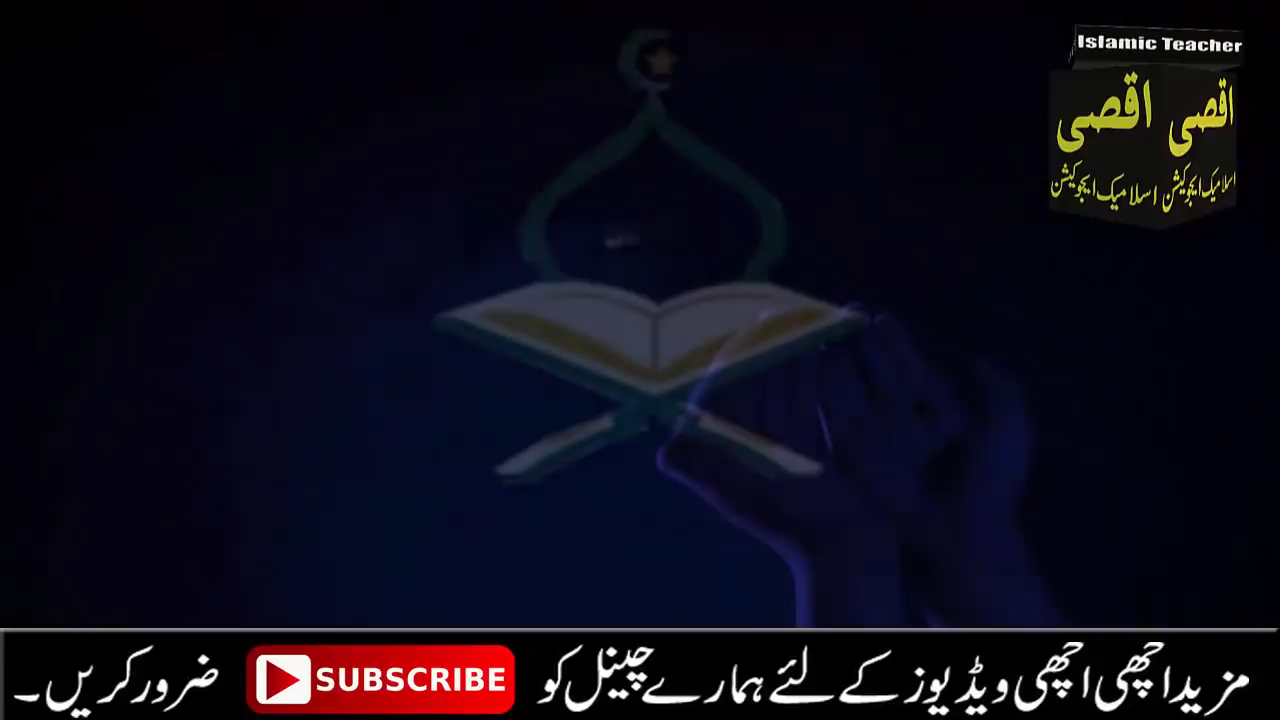 Islamic Teacher
اقصی اقصی
اسلامیک ایجوکیشن اسلامیک ایجوکیشن
مزید اچھی اچھی ویڈیوز کے لئے ہمارے چینل کو SUBSCRIBE ضرور کریں۔